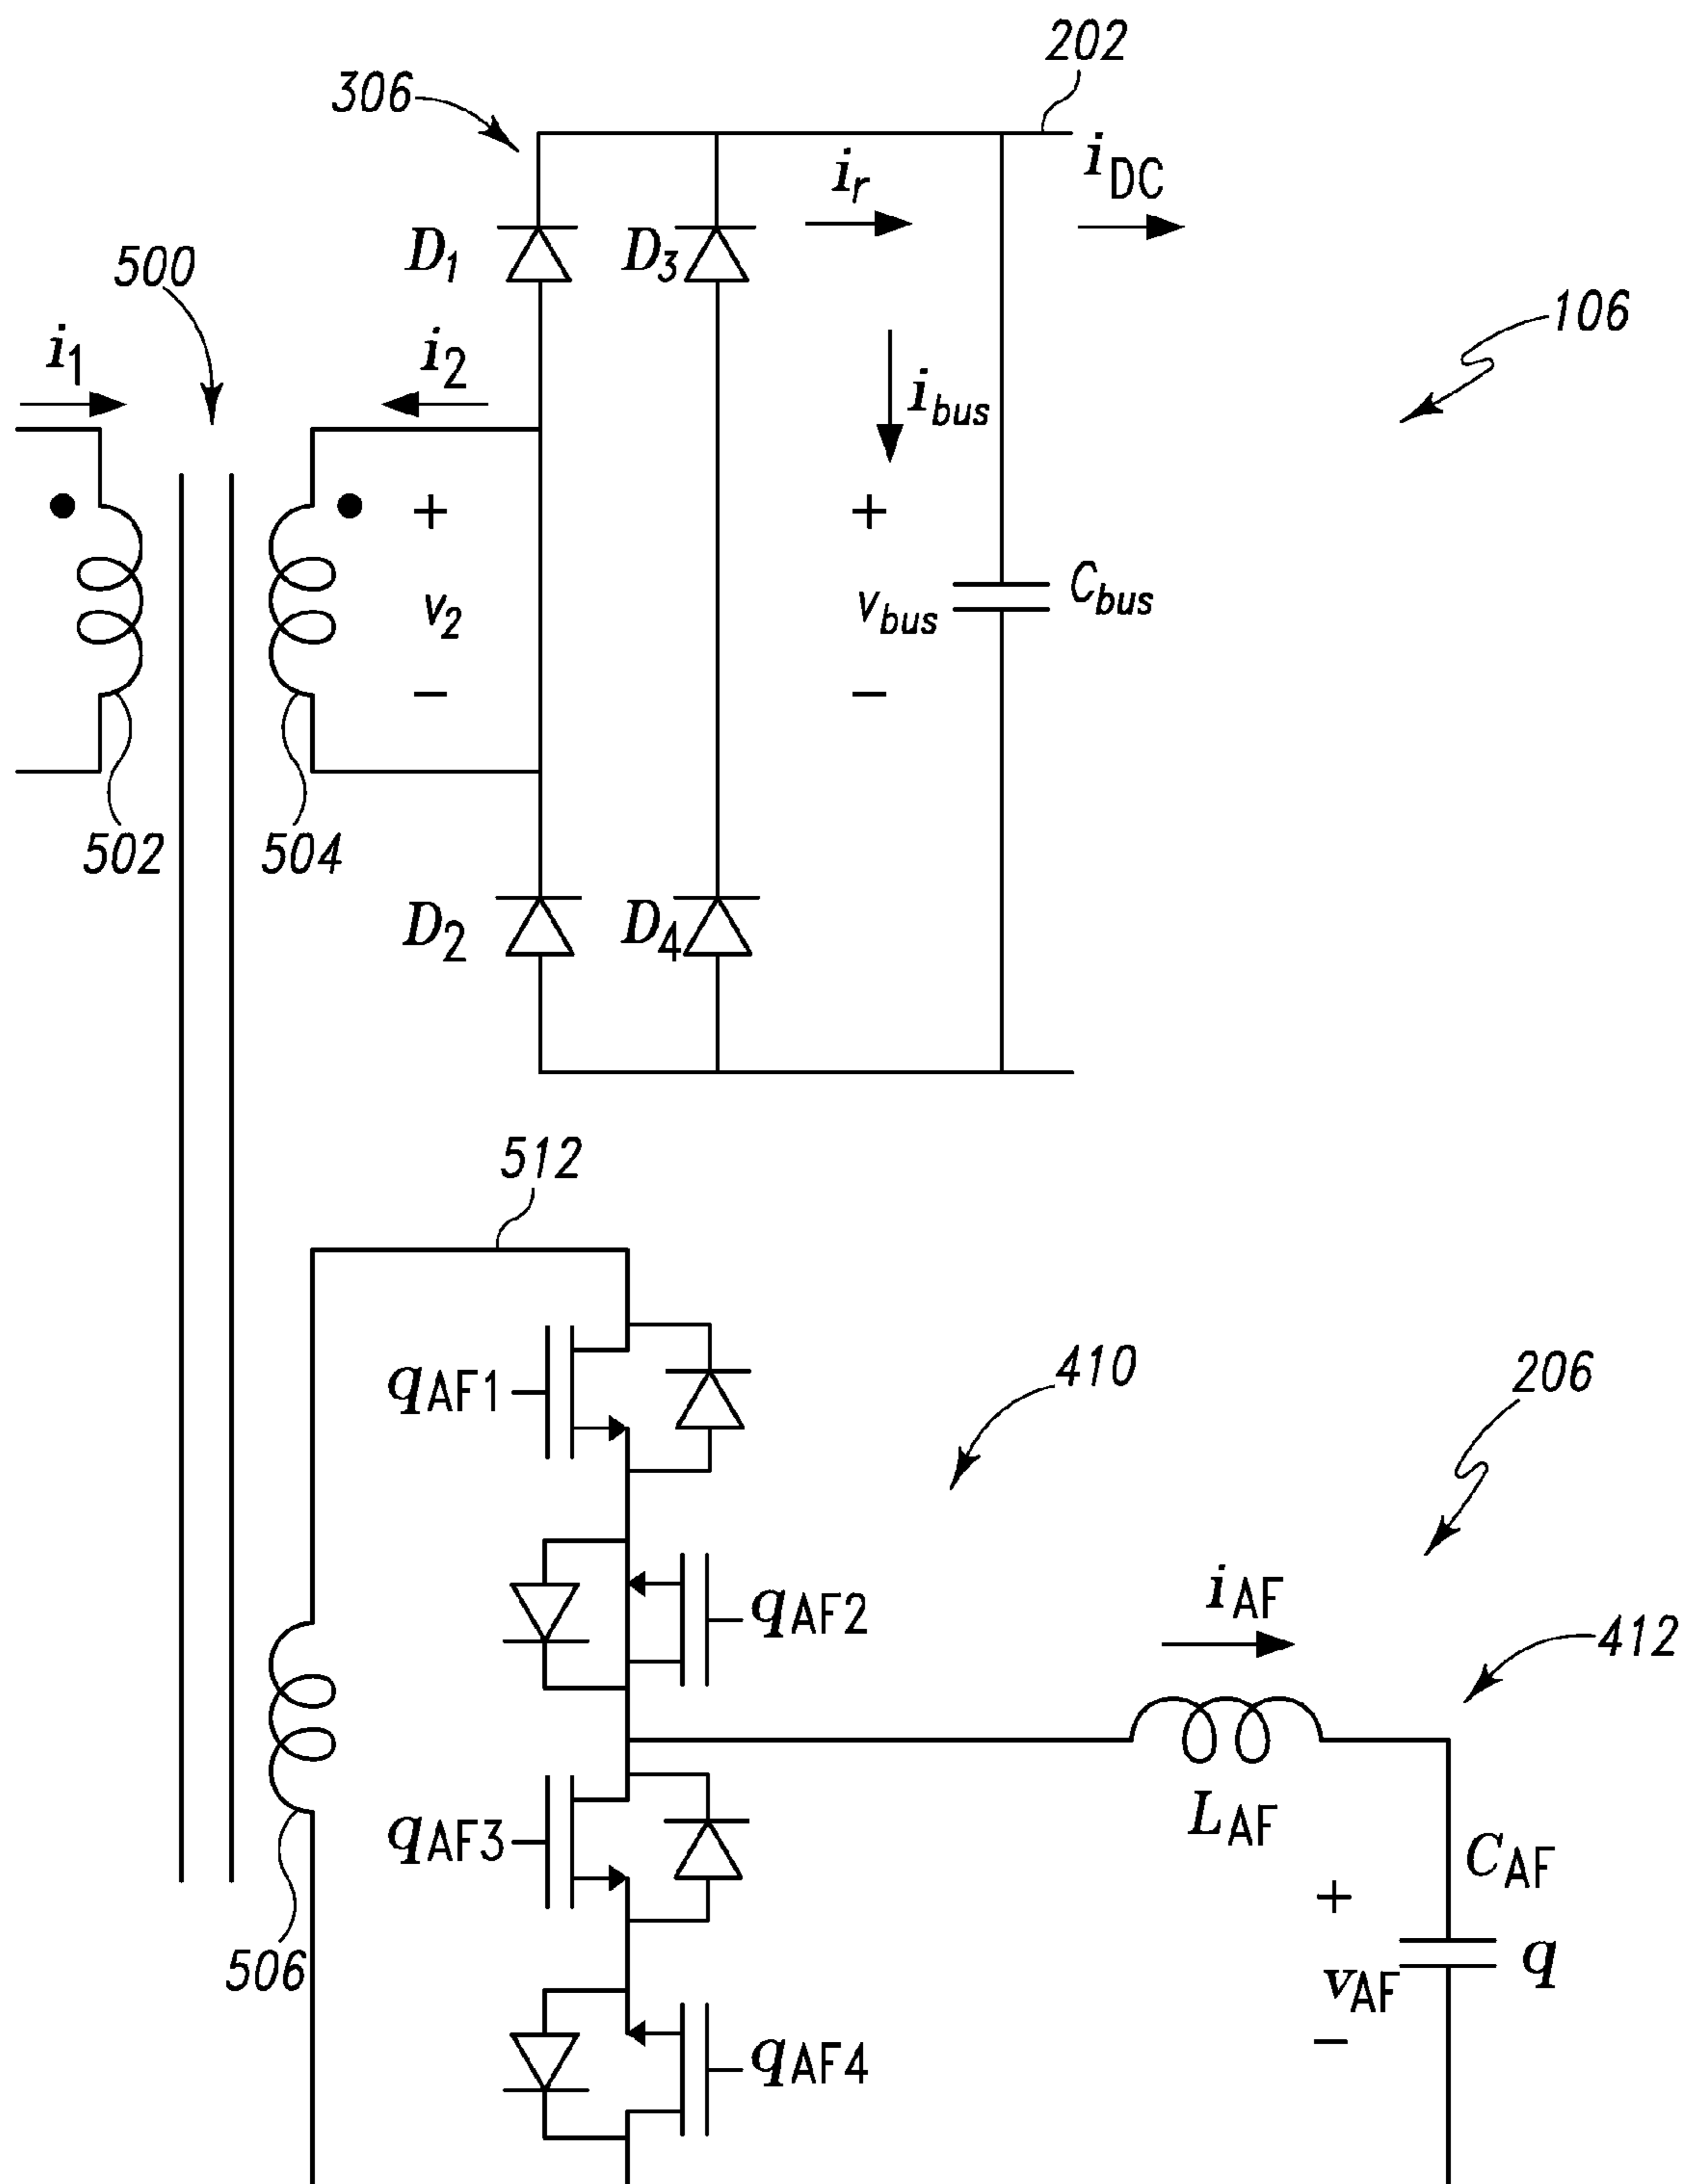 202
306
i_DC
i_r
D_1
D_3
500
106
i_1
i_2
i_bus
+
+
v_2
v_bus
C_bus
−
−
502
504
D_2
D_4
512
410
206
q_AF1
i_AF
q_AF2
412
L_AF
q_AF3
C_AF
+
506
v_AF
q
−
q_AF4